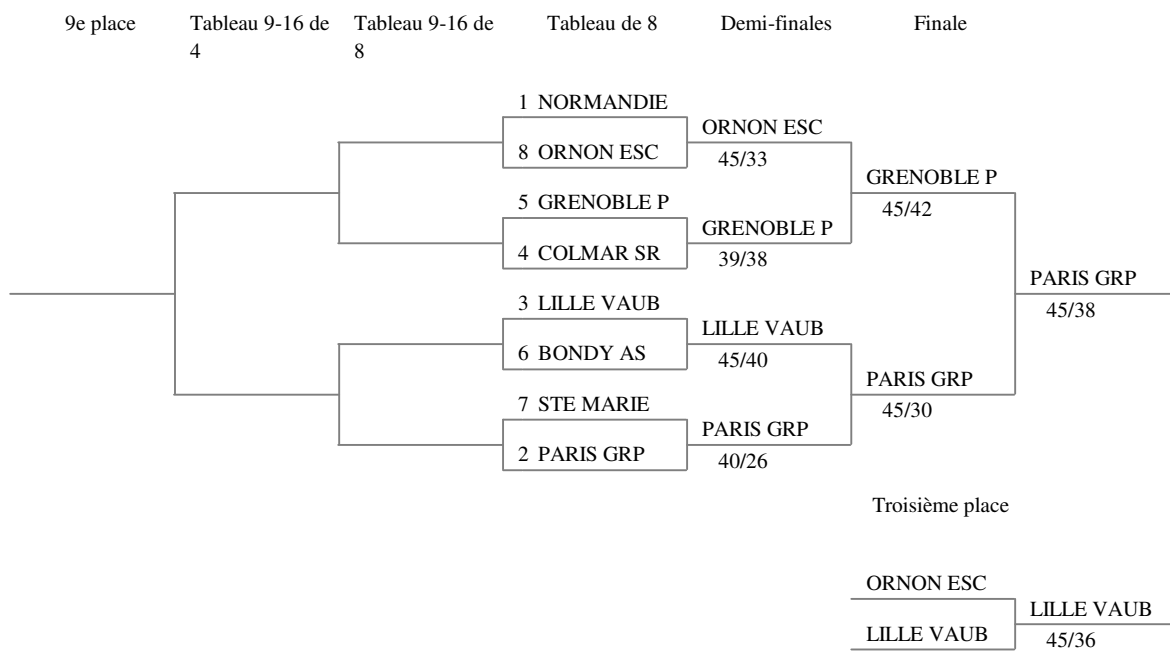 9e place
Tableau 9-16 de
4
Tableau 9-16 de
8
Tableau de 8
Demi-finales
Finale
1 NORMANDIE
ORNON ESC
8 ORNON ESC
45/33
GRENOBLE P
5 GRENOBLE P
45/42
GRENOBLE P
4 COLMAR SR
39/38
PARIS GRP
3 LILLE VAUB
45/38
LILLE VAUB
6 BONDY AS
45/40
PARIS GRP
7 STE MARIE
45/30
PARIS GRP
2 PARIS GRP
40/26
Troisième place
ORNON ESC
LILLE VAUB
LILLE VAUB
45/36